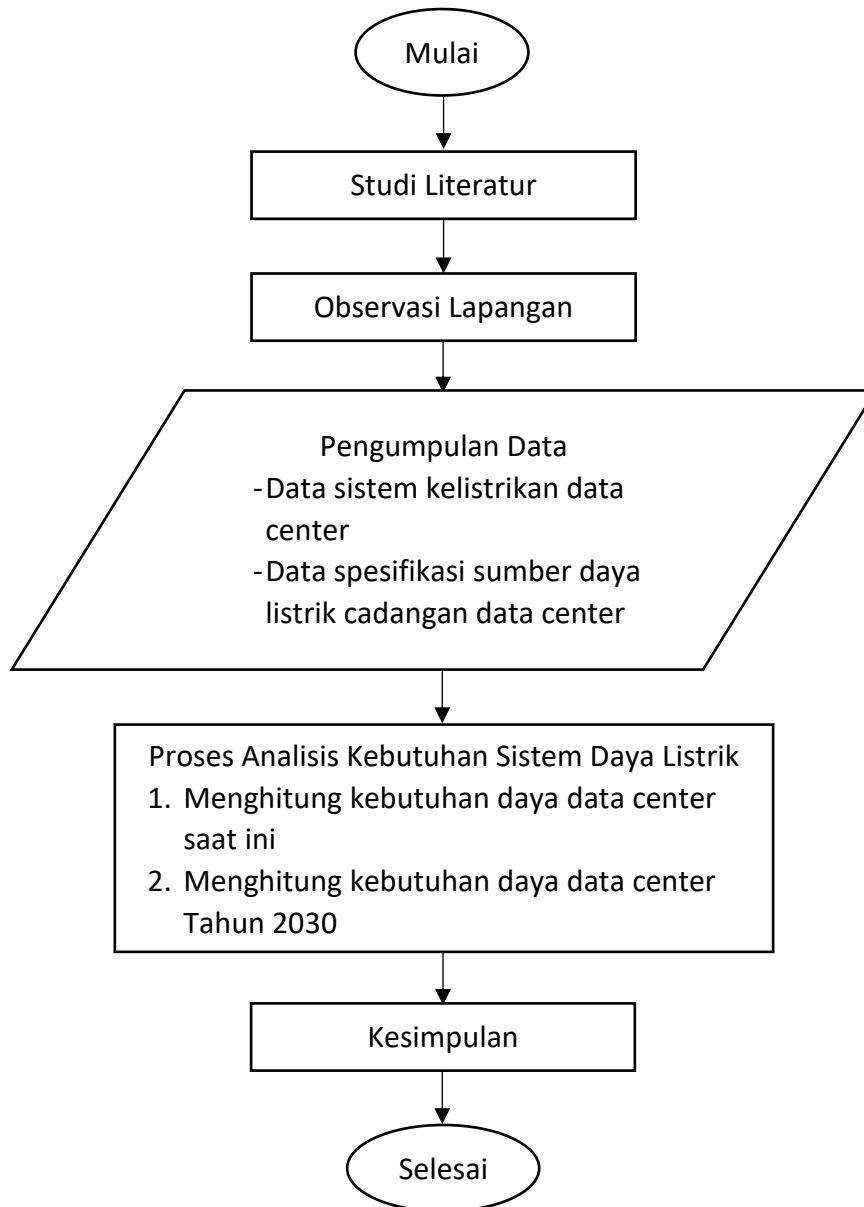 Mulai
Studi Literatur
Observasi Lapangan
Pengumpulan Data
-Data sistem kelistrikan data
center
-Data spesifikasi sumber daya
listrik cadangan data center
Proses Analisis Kebutuhan Sistem Daya Listrik
1. Menghitung kebutuhan daya data center
saat ini
2. Menghitung kebutuhan daya data center
Tahun 2030
Kesimpulan
Selesai